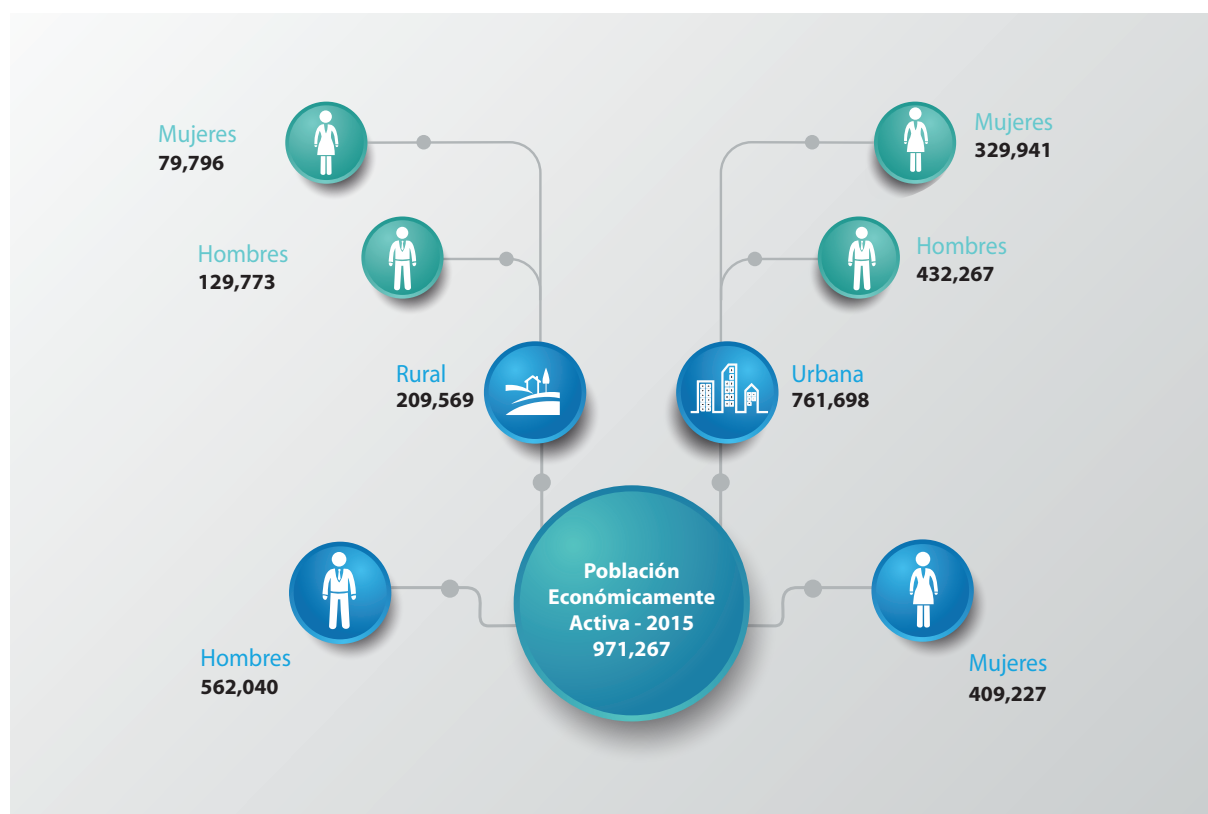 Mujeres
79,796
Mujeres
329,941
Hombres
129,773
Hombres
432,267
Rural
209,569
Urbana
761,698
Población
Económicamente
Activa - 2015
971,267
Hombres
562,040
Mujeres
409,227